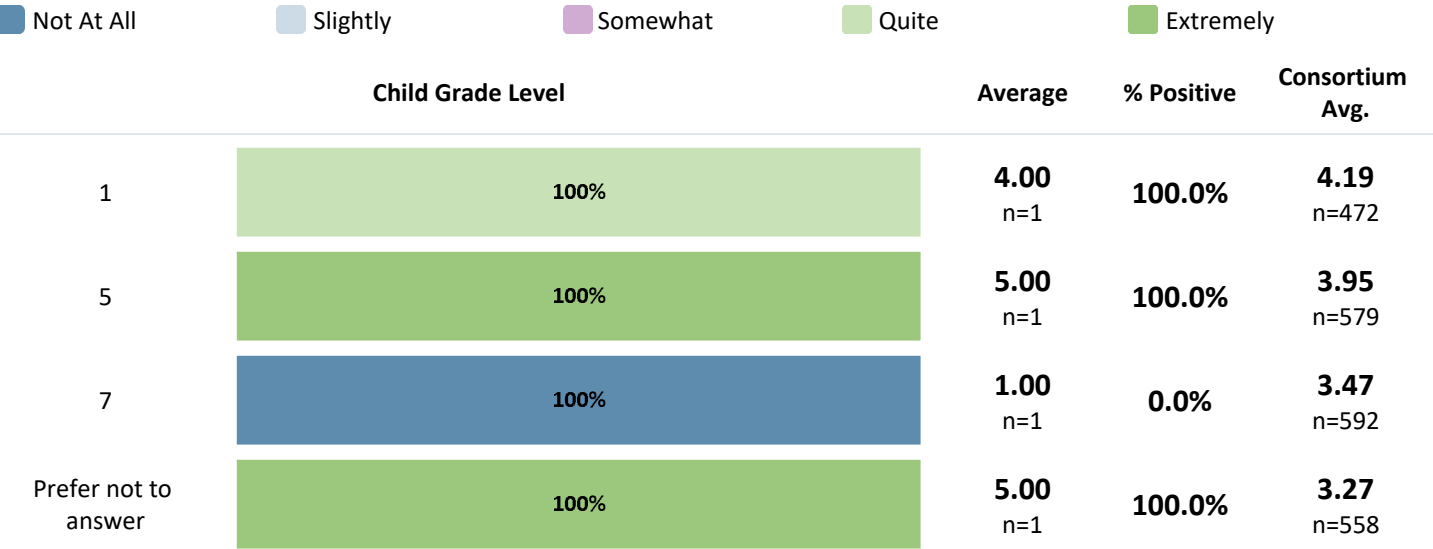 Not At All Slightly Somewhat Quite Extremely
Child Grade Level Average % Positive Consortium Avg.
1 100% 4.00 n=1 100.0% 4.19 n=472
5 100% 5.00 n=1 100.0% 3.95 n=579
7 100% 1.00 n=1 0.0% 3.47 n=592
Prefer not to answer 100% 5.00 n=1 100.0% 3.27 n=558